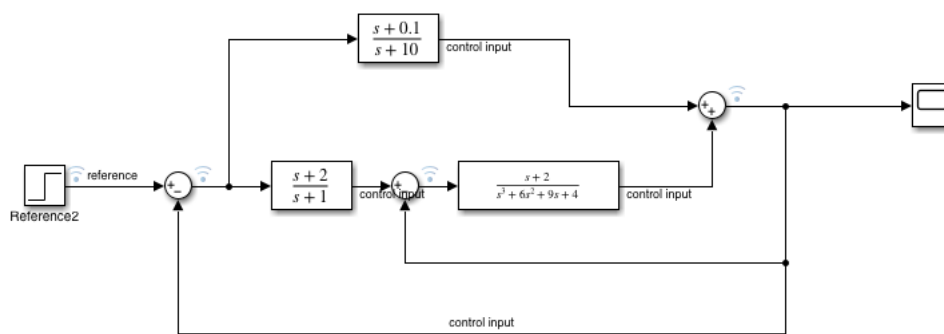 s + 0.1
s + 10
control input
reference
s + 2
s + 1
control input
s + 2
s³ + 6s² + 9s + 4
control input
Reference2
control input